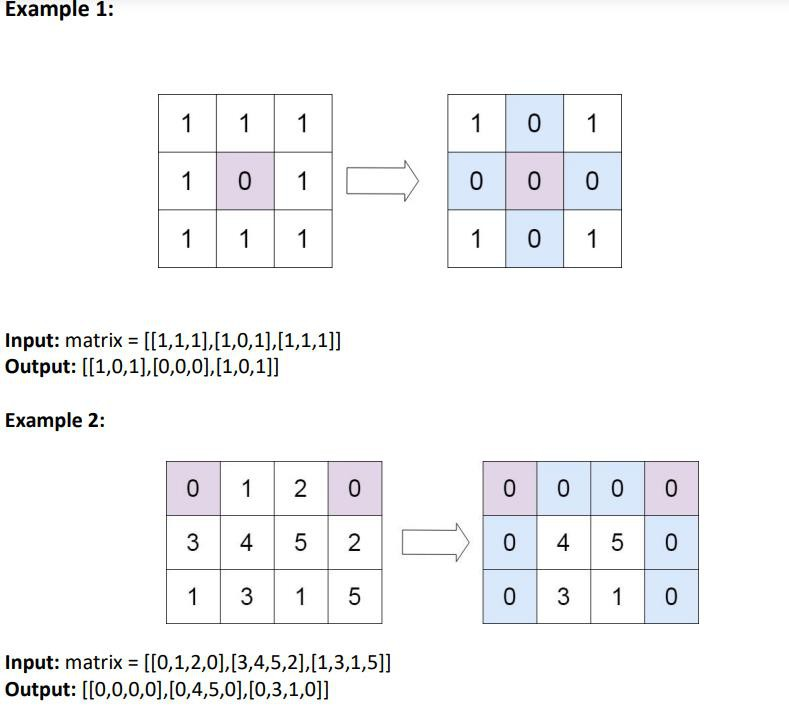 Example 1:
1 1 1 1 0 1
1 0 1 0 0 0
1 1 1 1 0 1
Input: matrix = [[1,1,1],[1,0,1],[1,1,1]]
Output: [[1,0,1],[0,0,0],[1,0,1]]
Example 2:
0 1 2 0 0 0 0 0
3 4 5 2 0 4 5 0
1 3 1 5 0 3 1 0
Input: matrix = [[0,1,2,0],[3,4,5,2],[1,3,1,5]]
Output: [[0,0,0,0],[0,4,5,0],[0,3,1,0]]